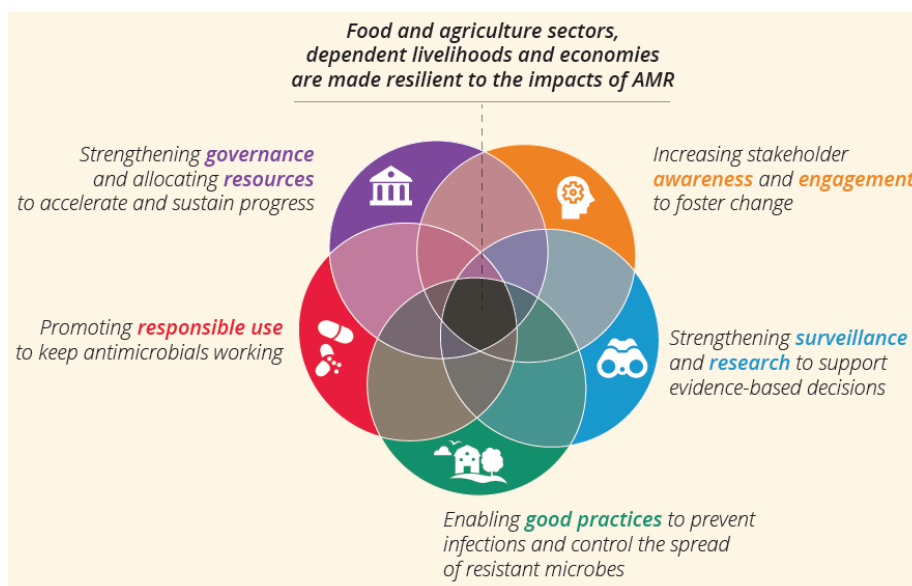 Food and agriculture sectors,
dependent livelihoods and economies
are made resilient to the impacts of AMR
Strengthening governance
and allocating resources
to accelerate and sustain progress
Increasing stakeholder
awareness and engagement
to foster change
Promoting responsible use
to keep antimicrobials working
Strengthening surveillance
and research to support
evidence-based decisions
Enabling good practices to prevent
infections and control the spread
of resistant microbes